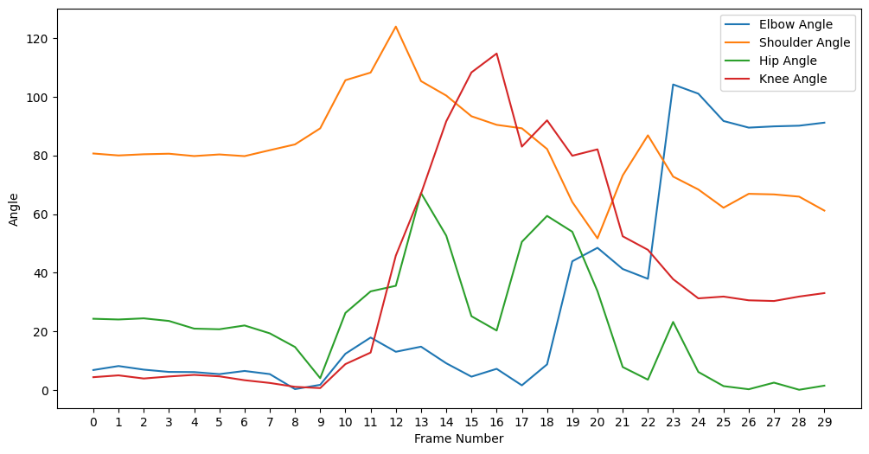 Elbow Angle
Shoulder Angle
Hip Angle
Knee Angle
120
100
80
60
40
20
0
Angle
0 1 2 3 4 5 6 7 8 9 10 11 12 13 14 15 16 17 18 19 20 21 22 23 24 25 26 27 28 29
Frame Number